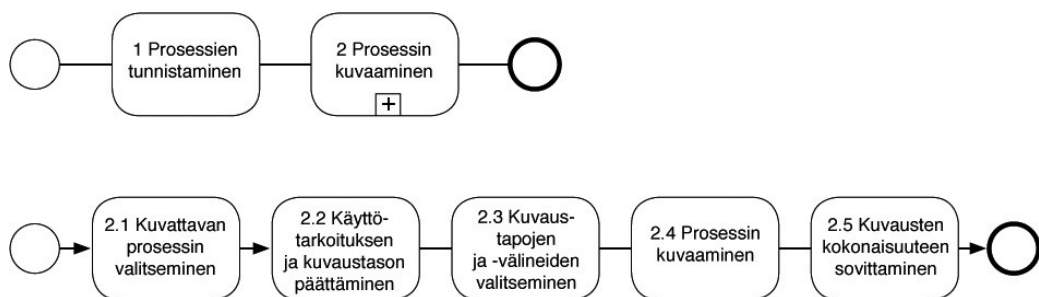 1 Prosessien
tunnistaminen
2 Prosessin
kuvaaminen
+
2.1 Kuvattavan
prosessin
valitseminen
2.2 Käyttö-
tarkoituksen
ja kuvaustason
päättäminen
2.3 Kuvaus-
tapojen
ja -välineiden
valitseminen
2.4 Prosessin
kuvaaminen
2.5 Kuvausten
kokonaisuuteen
sovittaminen